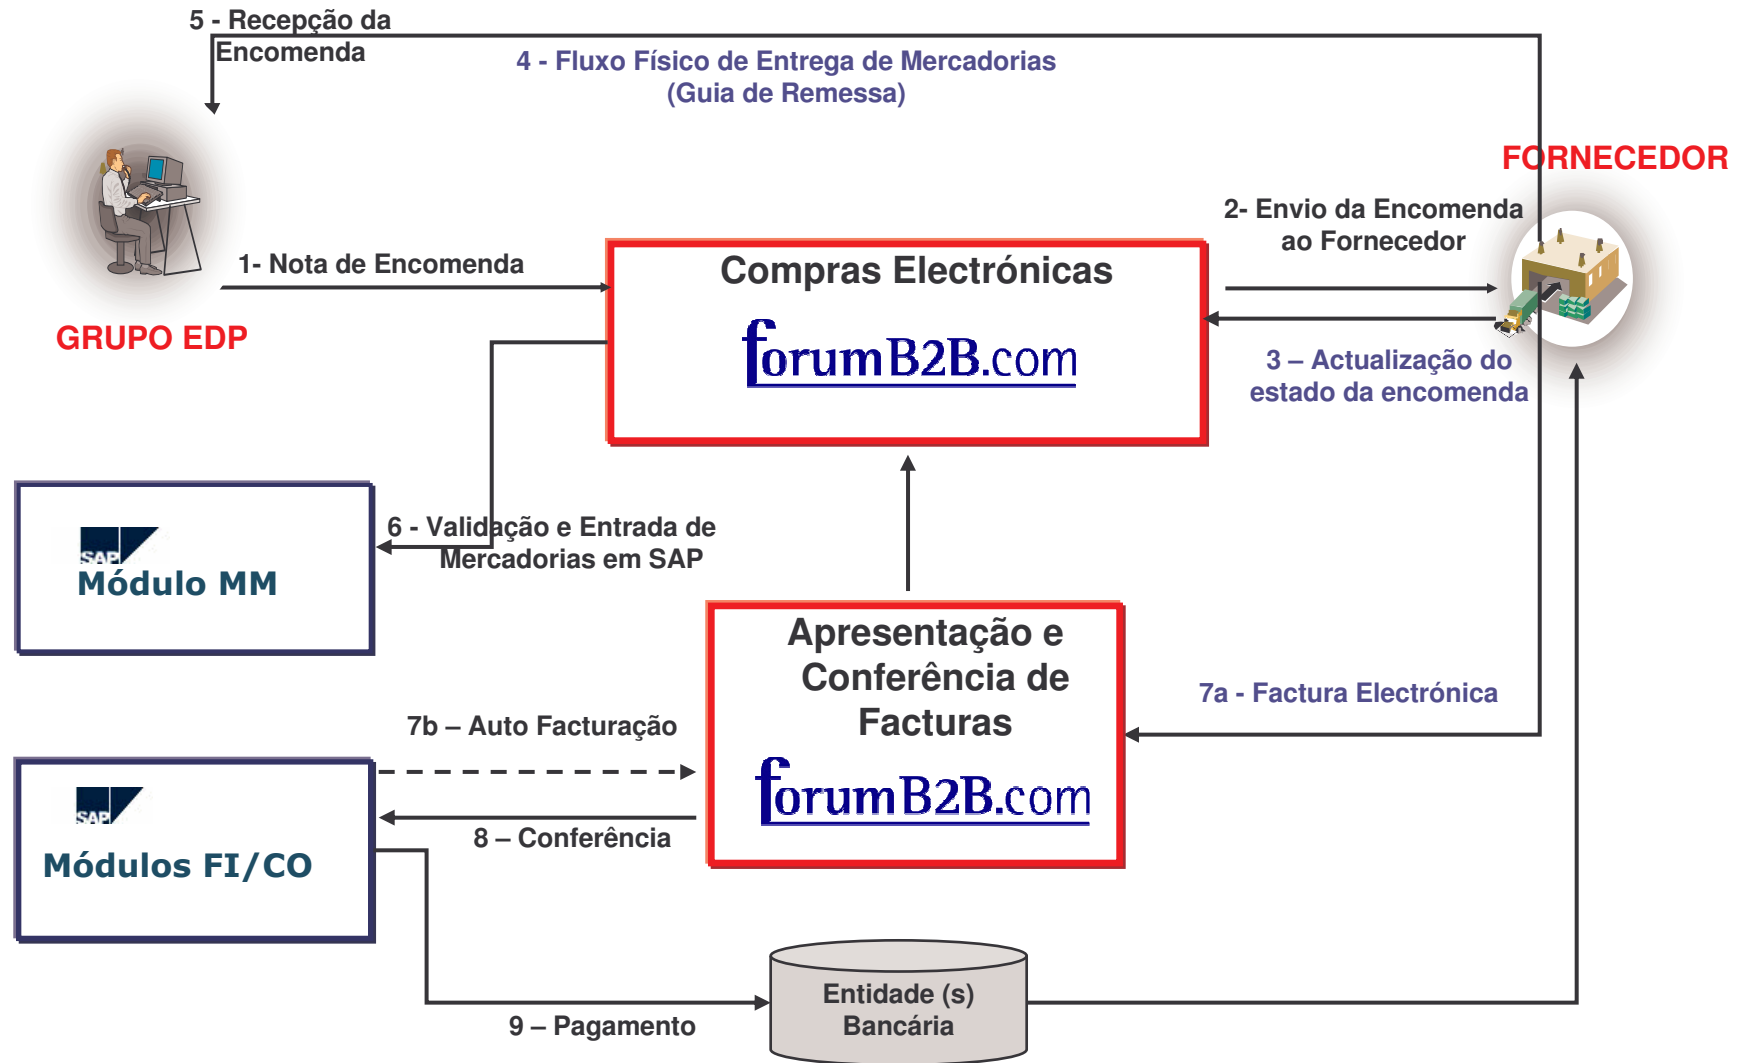 5 - Recepção da
Encomenda
4 - Fluxo Físico de Entrega de Mercadorias
(Guia de Remessa)
FORNECEDOR
2- Envio da Encomenda
ao Fornecedor
1- Nota de Encomenda
Compras Electrónicas
forumB2B.com
GRUPO EDP
3 – Actualização do
estado da encomenda
6 - Validação e Entrada de
Mercadorias em SAP
SAP
Módulo MM
Apresentação e
Conferência de
Facturas
forumB2B.com
7a - Factura Electrónica
7b – Auto Facturação
SAP
Módulos FI/CO
8 – Conferência
Entidade (s)
Bancária
9 – Pagamento